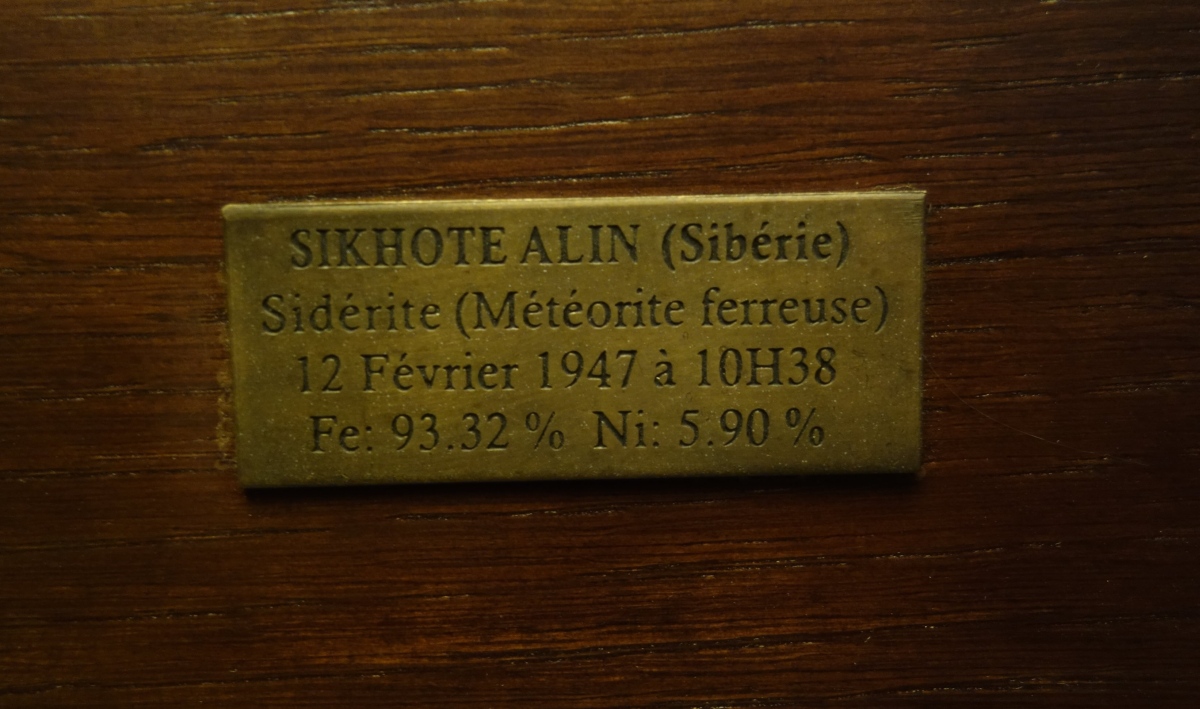 SIKHOTE ALIN (Sibérie)
Sidérite (Météorite ferreuse)
12 Février 1947 à 10H38
Fe: 93.32 % Ni: 5.90 %